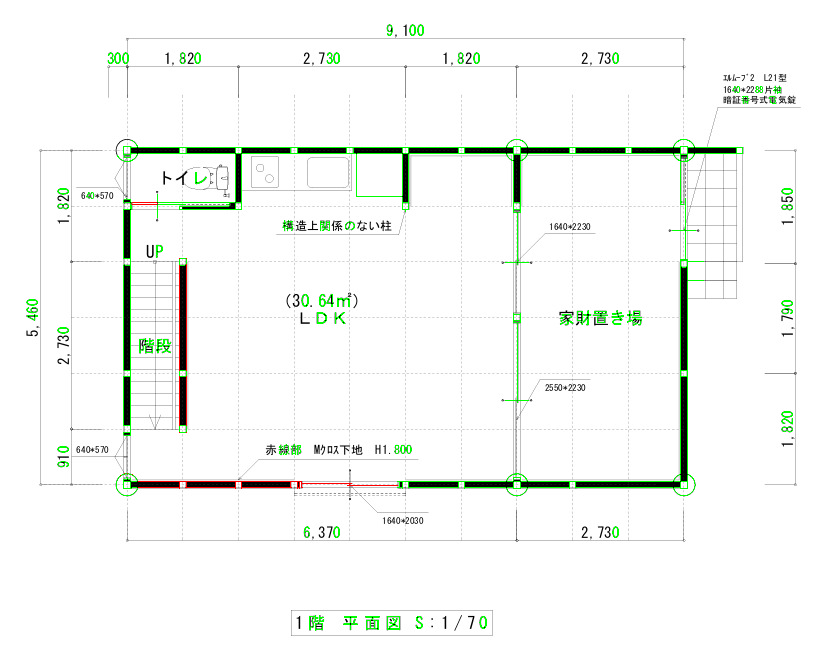 9,100
300
1,820
2,730
1,820
2,730
ｴﾙﾑｰﾌﾞ2 L21型
1640*2288片袖
暗証番号式電気錠
トイレ
640*570
1,820
1,850
構造上関係のない柱
1640*2230
UP
(30.64㎡)
LDK
家財置き場
5,460
2,730
1,790
階段
2550*2230
1,820
640*570
910
赤線部 Mクロス下地 H1.800
1640*2030
6,370
2,730
1階 平面図 S:1/70